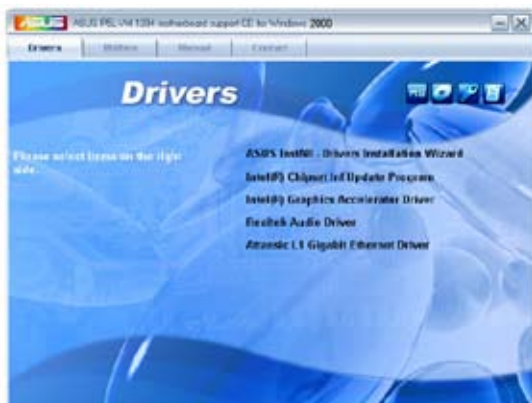 ASUS
ASUS P5L-VM 1394 motherboard support CD for Windows 2000
Drivers
Utilities
Manual
Contact
Drivers
Please select items on the right
side.
ASUS InstAll - Drivers Installation Wizard
Intel(R) Chipset Inf Update Program
Intel(R) Graphics Accelerator Driver
Realtek Audio Driver
Attansic L1 Gigabit Ethernet Driver